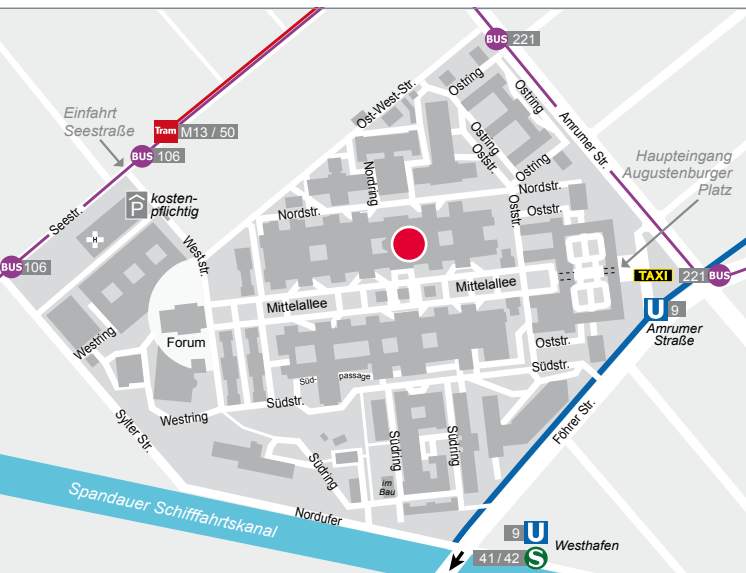 BUS 221
Ostring
Ostring
Ost-West-Str.
Amrumer Str.
Einfahrt
Seestraße
Tram M13 / 50
BUS 106
Ostring
Oststr.
Ostring
Haupteingang
Augustenburger
Platz
Nordring
Nordstr.
P kosten-
pflichtig
Seestr.
Nordstr.
Oststr.
Oststr.
H
Weststr.
BUS 106
TAXI
221 BUS
Mittelallee
Mittelallee
U 9
Amrumer
Straße
Forum
Westring
Oststr.
Südstr.
Süd- passage
Südstr.
Westring
Sylter Str.
Föhrer Str.
Südring
Südring
Südring
im
Bau
Spandauer Schifffahrtskanal
Nordufer
9 U
Westhafen
41 / 42 S